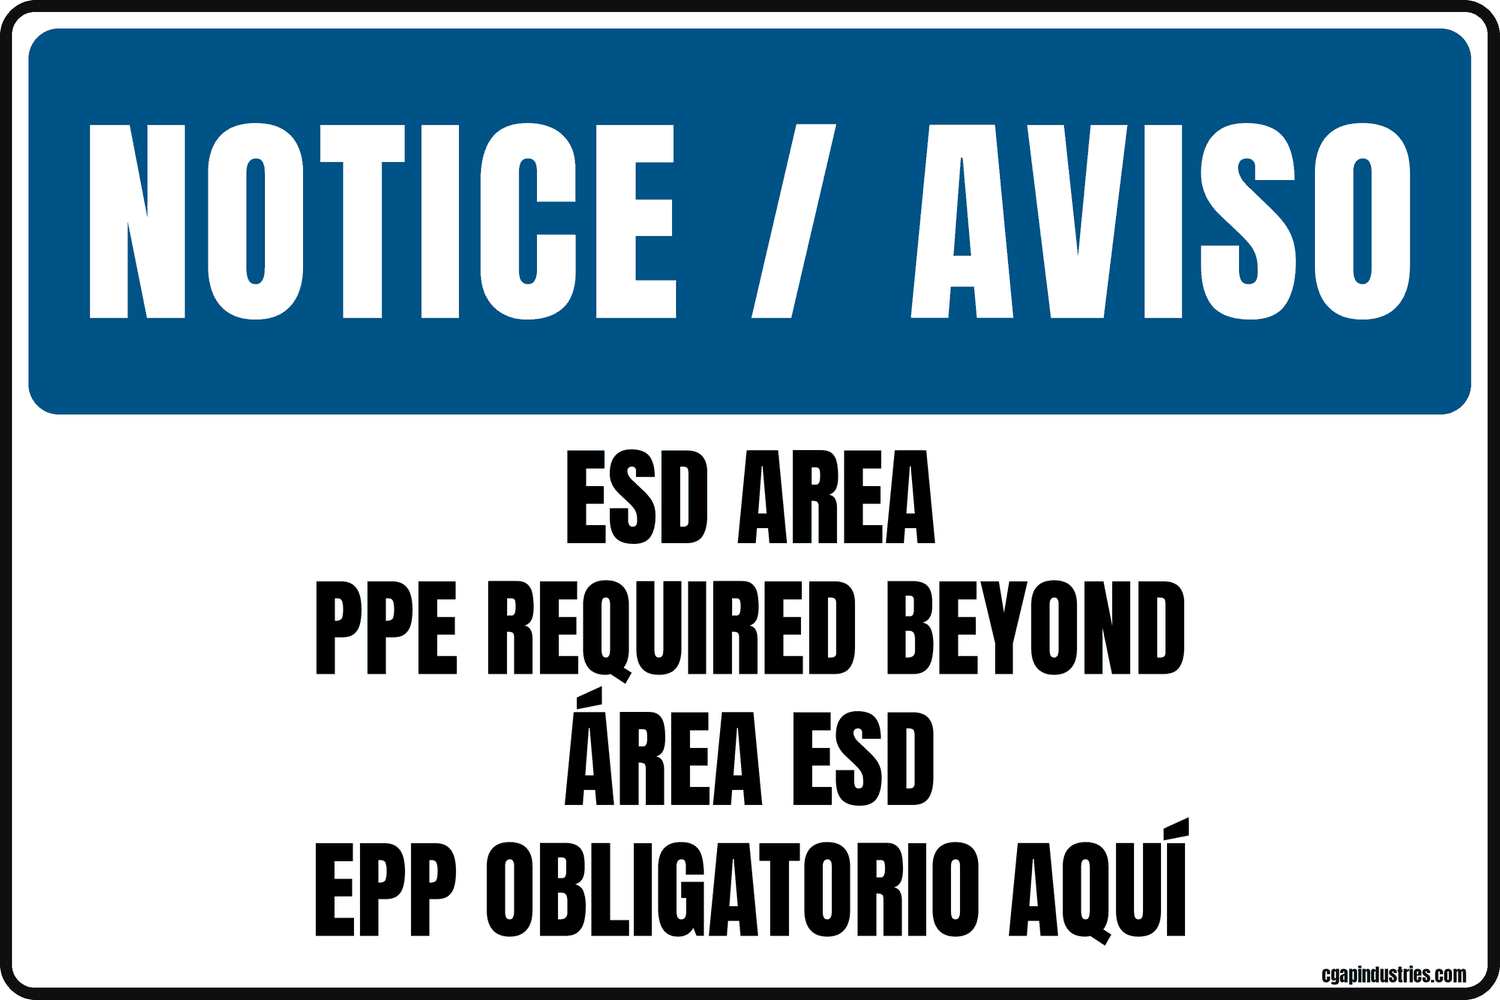 NOTICE / AVISO
ESD AREA
PPE REQUIRED BEYOND
ÁREA ESD
EPP OBLIGATORIO AQUÍ
cgapindustries.com